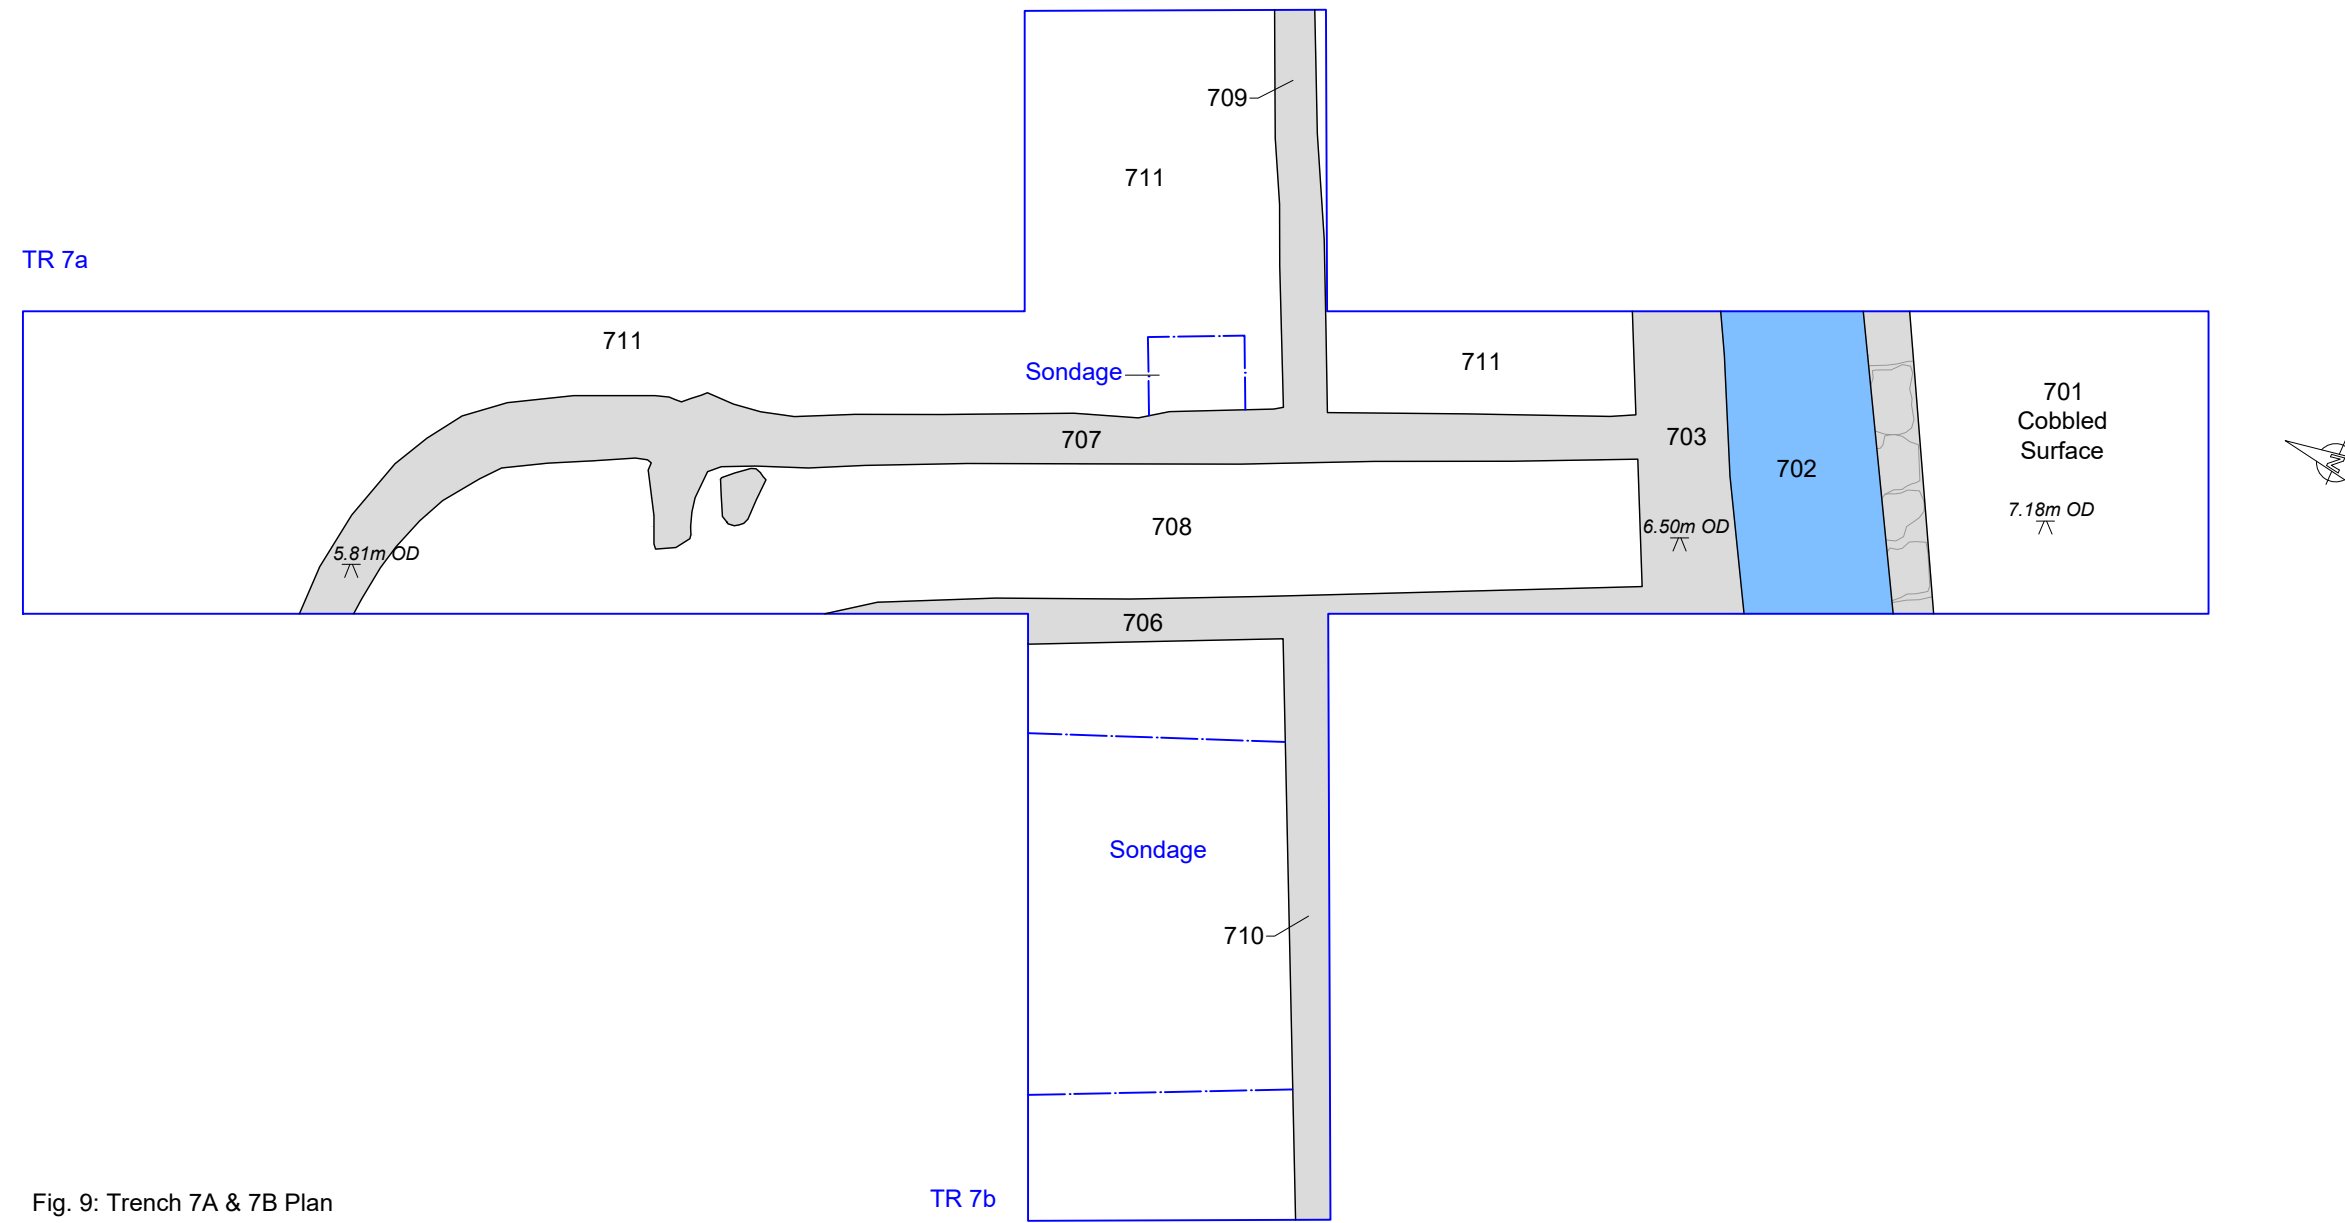 709
711
TR 7a
711
711
Sondage
701
Cobbled
Surface
707
703
702
7.18m OD
708
6.50m OD
5.81m OD
706
Sondage
710
TR 7b
Fig. 9: Trench 7A & 7B Plan
N